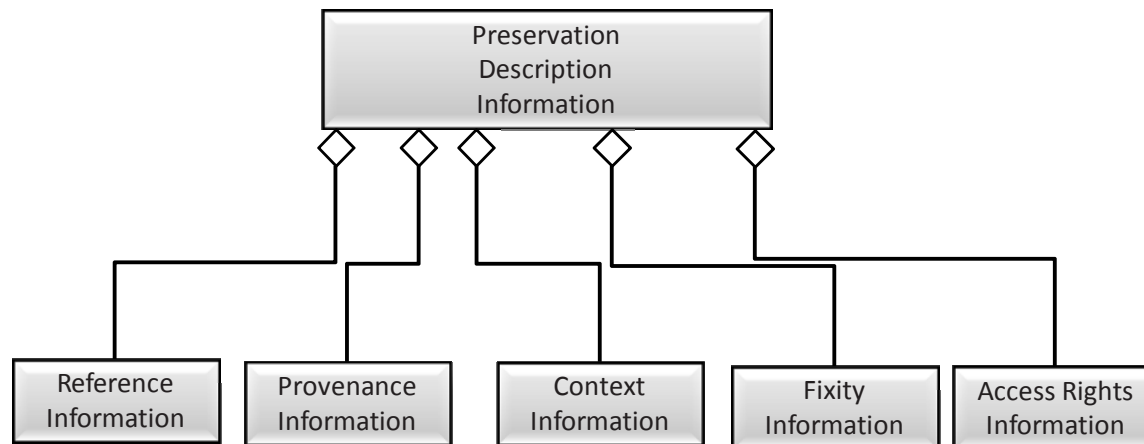 Preservation
Description
Information
Reference
Information
Provenance
Information
Context
Information
Fixity
Information
Access Rights
Information